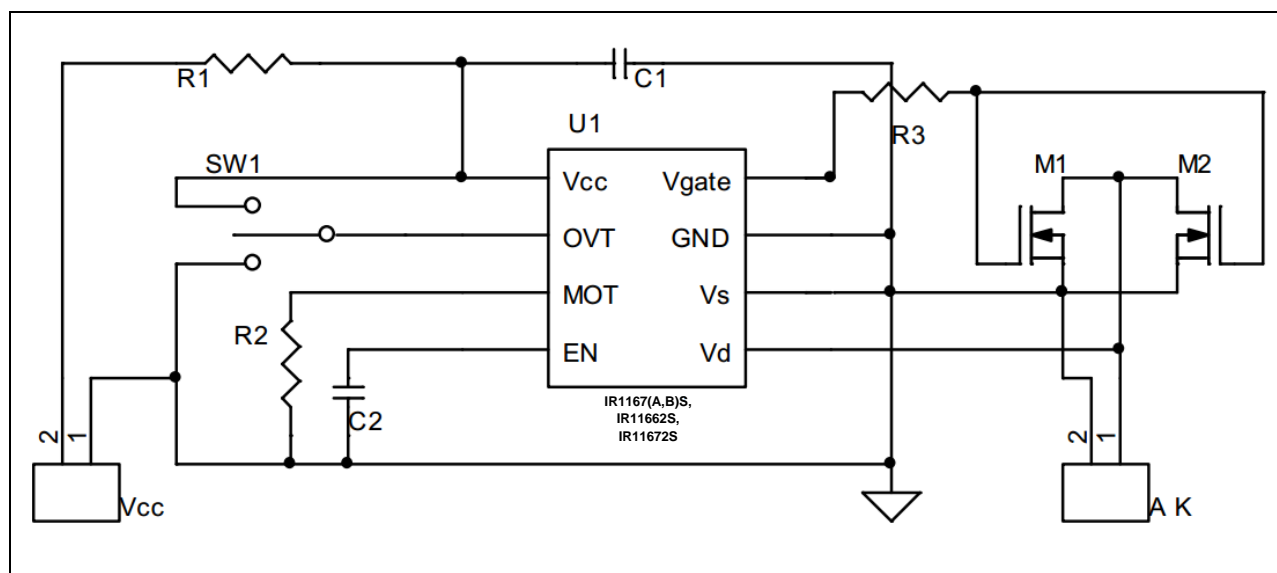 R1
C1
R3
U1
SW1
M1
M2
Vcc
Vgate
OVT
GND
MOT
Vs
R2
EN
Vd
C2
IR1167(A,B)S,
IR11662S,
IR11672S
2
1
2
1
Vcc
A K